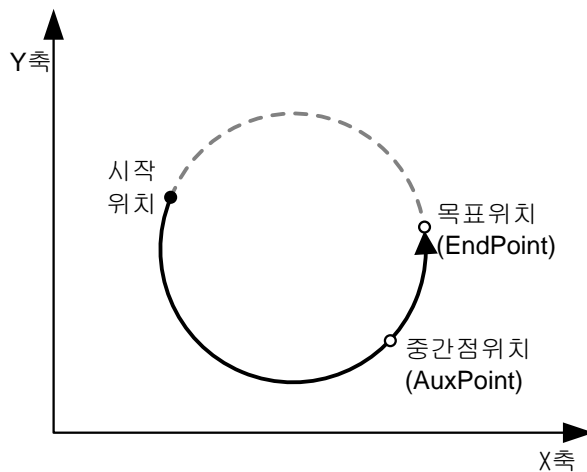 Y축
시작
위치
목표위치
(EndPoint)
중간점위치
(AuxPoint)
X축